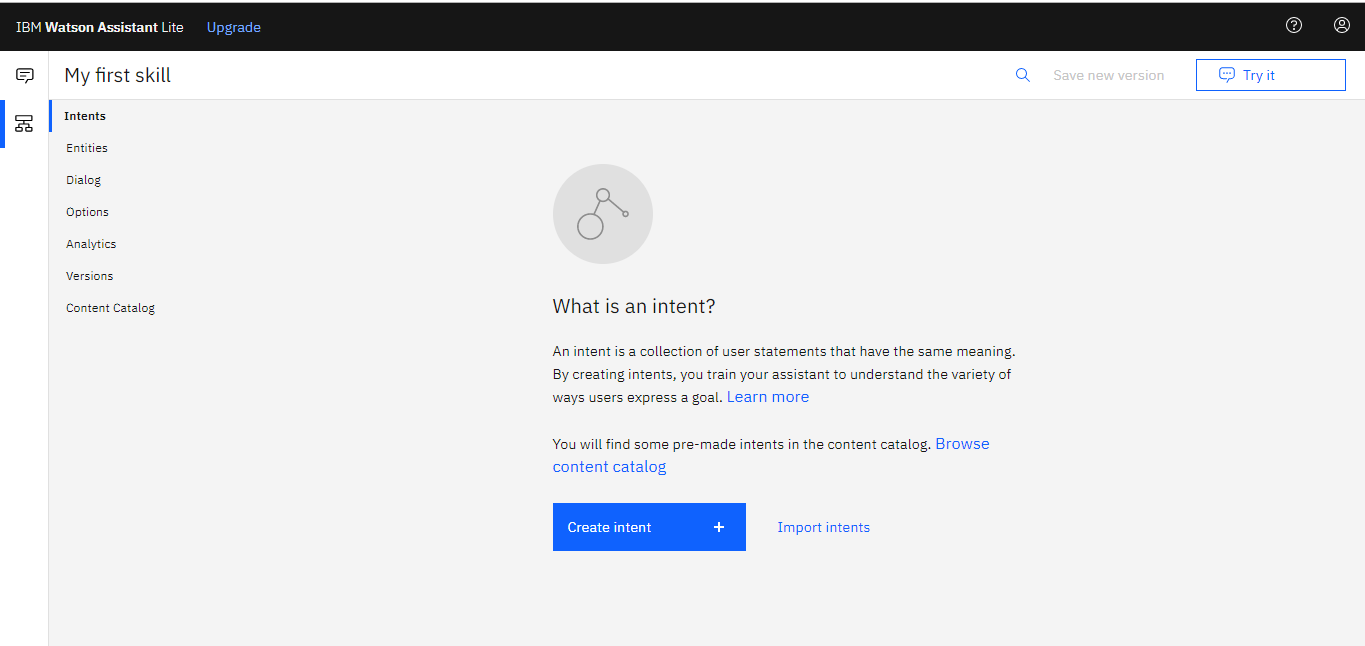 IBM Watson Assistant Lite Upgrade
My first skill Save new version Try it
Intents
Entities
Dialog
Options
Analytics
Versions
Content Catalog
What is an intent?
An intent is a collection of user statements that have the same meaning.
By creating intents, you train your assistant to understand the variety of
ways users express a goal. Learn more
You will find some pre-made intents in the content catalog. Browse
content catalog
Create intent + Import intents